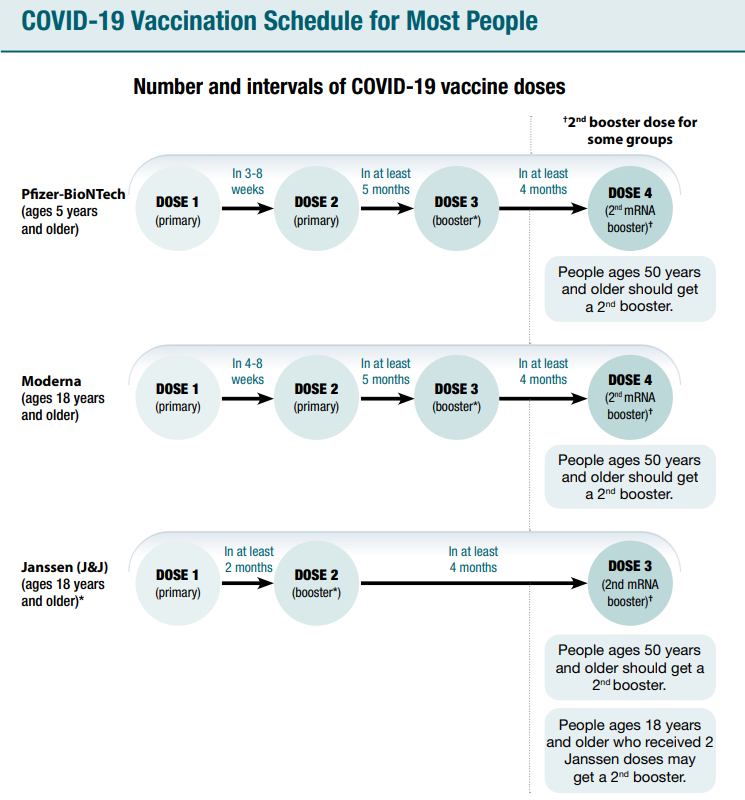 COVID-19 Vaccination Schedule for Most People
Number and intervals of COVID-19 vaccine doses
†2nd booster dose for
some groups
Pfizer-BioNTech
(ages 5 years
and older)
DOSE 1
(primary)
In 3-8
weeks
DOSE 2
(primary)
In at least
5 months
DOSE 3
(booster*)
In at least
4 months
DOSE 4
(2nd mRNA
booster)†
People ages 50 years
and older should get
a 2nd booster.
Moderna
(ages 18 years
and older)
DOSE 1
(primary)
In 4-8
weeks
DOSE 2
(primary)
In at least
5 months
DOSE 3
(booster*)
In at least
4 months
DOSE 4
(2nd mRNA
booster)†
People ages 50 years
and older should get
a 2nd booster.
Janssen (J&J)
(ages 18 years
and older)*
DOSE 1
(primary)
In at least
2 months
DOSE 2
(booster*)
In at least
4 months
DOSE 3
(2nd mRNA
booster)†
People ages 50 years
and older should get a
2nd booster.
People ages 18 years
and older who received 2
Janssen doses may
get a 2nd booster.